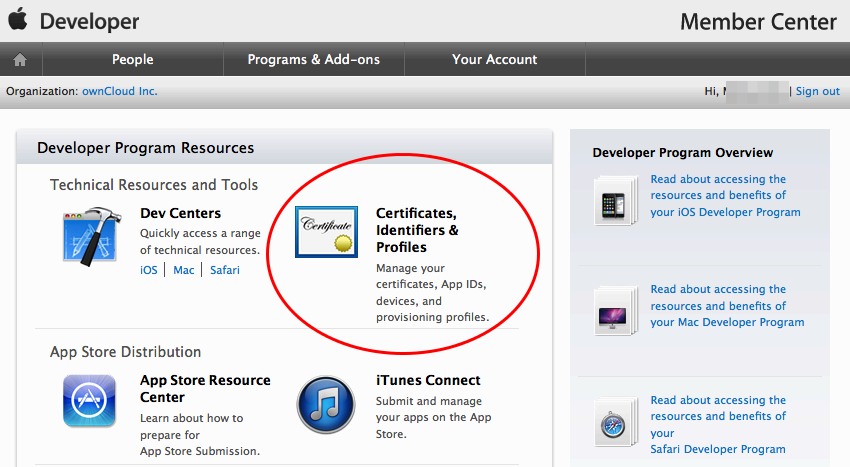 Developer
Member Center
People
Programs & Add-ons
Your Account
Organization: ownCloud Inc.
Hi,
| Sign out
Developer Program Resources
Technical Resources and Tools
Dev Centers
Quickly access a range
of technical resources.
iOS | Mac | Safari
Certificate
Certificates,
Identifiers &
Profiles
Manage your
certificates, App IDs,
devices, and
provisioning profiles.
App Store Distribution
App Store Resource
Center
Learn about how to
prepare for
App Store Submission.
iTunes Connect
Submit and manage
your apps on the App
Store.
Developer Program Overview
Read about accessing the
resources and benefits of
your iOS Developer Program
Read about accessing the
resources and benefits of
your Mac Developer Program
Read about accessing the
resources and benefits of
your
Safari Developer Program